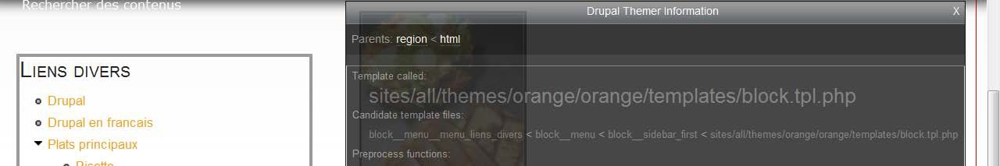 Rechercher des contenus
LIENS DIVERS
Drupal
Drupal en francais
Plats principaux
Risotto
Drupal Themer Information
X
Parents: region < html
Template called:
sites/all/themes/orange/orange/templates/block.tpl.php
Candidate template files:
block__menu__menu_liens_divers < block__menu < block__sidebar_first < sites/all/themes/orange/orange/templates/block.tpl.php
Preprocess functions: